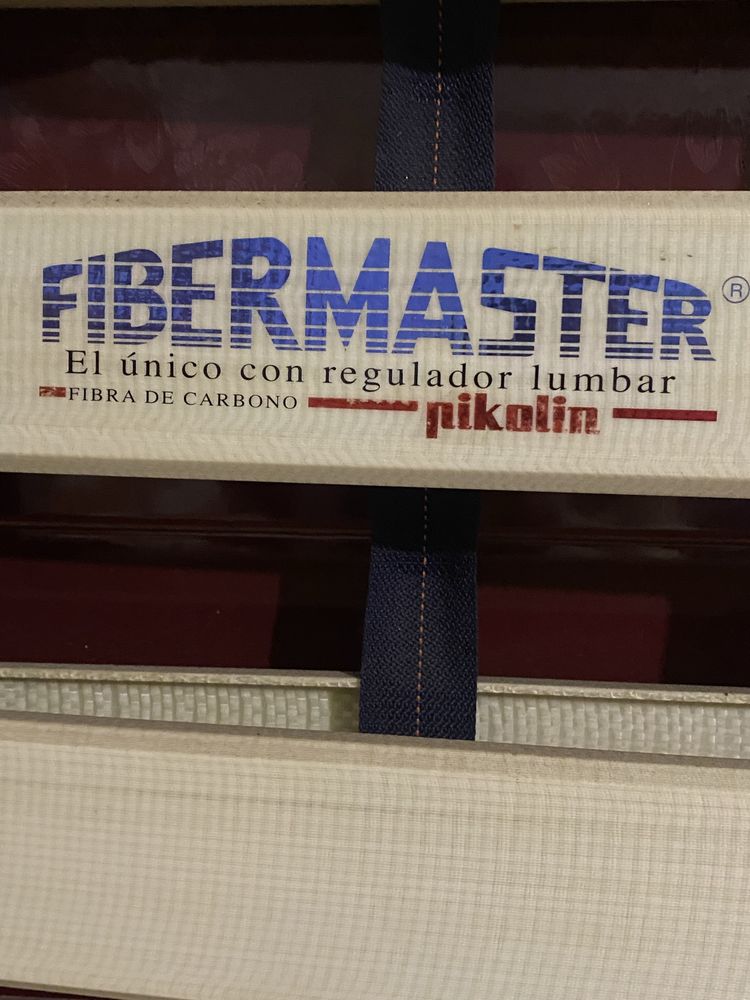 FIBERMASTER ®
El único con regulador lumbar
FIBRA DE CARBONO pikolin